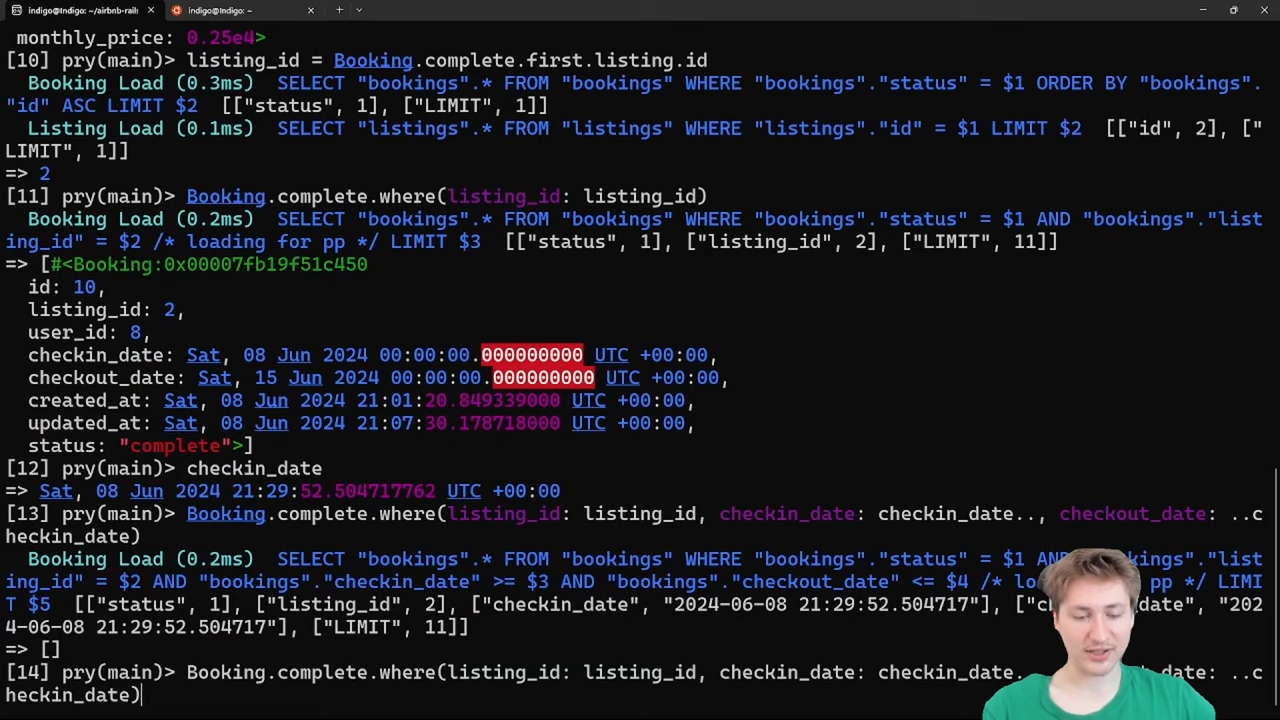 indigo@Indigo: ~/airbnb-rails
indigo@Indigo: ~
monthly_price: 0.25e4>
[10] pry(main)> listing_id = Booking.complete.first.listing.id
Booking Load (0.3ms)  SELECT "bookings".* FROM "bookings" WHERE "bookings"."status" = $1 ORDER BY "bookings".
"id" ASC LIMIT $2  [["status", 1], ["LIMIT", 1]]
Listing Load (0.1ms)  SELECT "listings".* FROM "listings" WHERE "listings"."id" = $1 LIMIT $2  [["id", 2], ["
LIMIT", 1]]
=> 2
[11] pry(main)> Booking.complete.where(listing_id: listing_id)
Booking Load (0.2ms)  SELECT "bookings".* FROM "bookings" WHERE "bookings"."status" = $1 AND "bookings"."list
ing_id" = $2 /* loading for pp */ LIMIT $3  [["status", 1], ["listing_id", 2], ["LIMIT", 11]]
=> [#<Booking:0x00007fb19f51c450
id: 10,
listing_id: 2,
user_id: 8,
checkin_date: Sat, 08 Jun 2024 00:00:00.000000000 UTC +00:00,
checkout_date: Sat, 15 Jun 2024 00:00:00.000000000 UTC +00:00,
created_at: Sat, 08 Jun 2024 21:01:20.849339000 UTC +00:00,
updated_at: Sat, 08 Jun 2024 21:07:30.178718000 UTC +00:00,
status: "complete">]
[12] pry(main)> checkin_date
=> Sat, 08 Jun 2024 21:29:52.504717762 UTC +00:00
[13] pry(main)> Booking.complete.where(listing_id: listing_id, checkin_date: checkin_date.., checkout_date: ..c
heckin_date)
Booking Load (0.2ms)  SELECT "bookings".* FROM "bookings" WHERE "bookings"."status" = $1 AND "bookings"."list
ing_id" = $2 AND "bookings"."checkin_date" >= $3 AND "bookings"."checkout_date" <= $4 /* pp */ LIMI
T $5  [["status", 1], ["listing_id", 2], ["checkin_date", "2024-06-08 21:29:52.504717"], date", "202
4-06-08 21:29:52.504717"], ["LIMIT", 11]]
=> []
[14] pry(main)> Booking.complete.where(listing_id: listing_id, checkin_date: checkin_date. date: ..c
heckin_date)